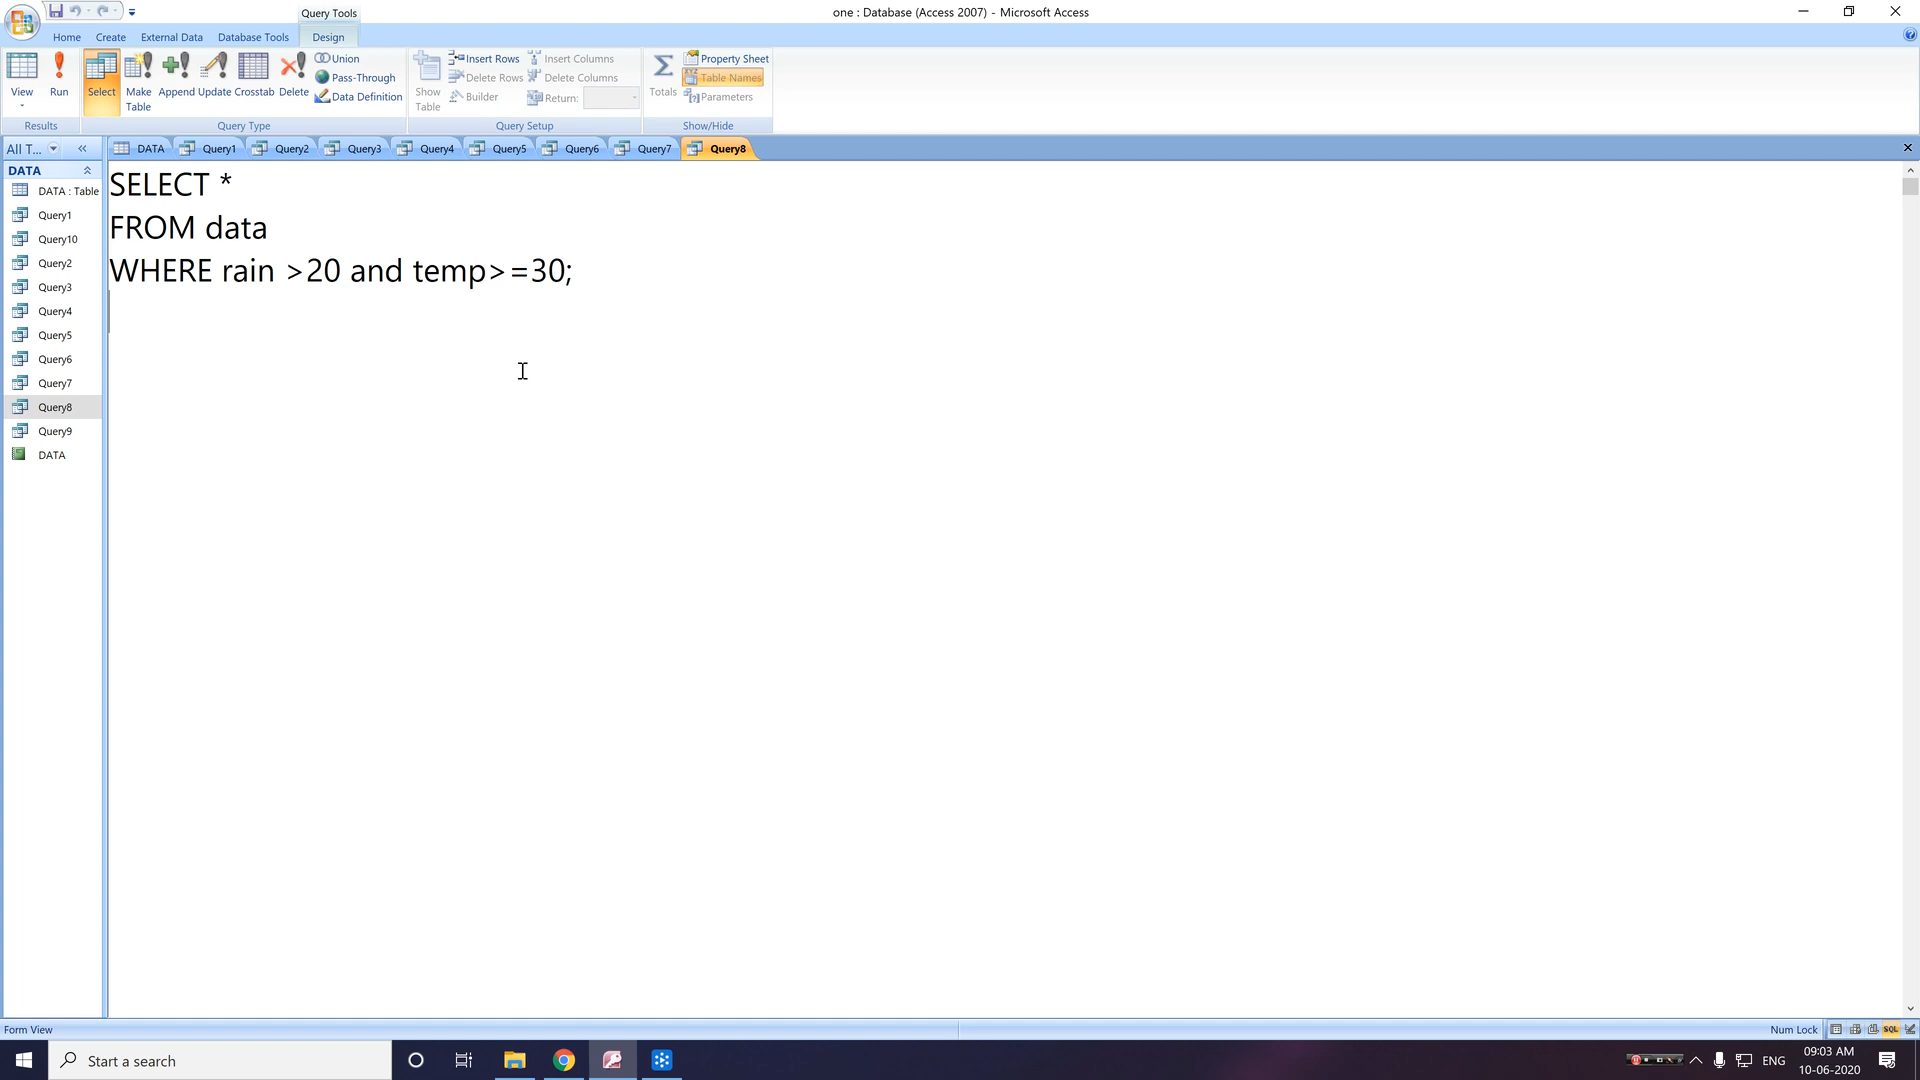 Query Tools
one : Database (Access 2007) - Microsoft Access
Home
Create
External Data
Database Tools
Design
View
Run
Select
Make Table
Append
Update
Crosstab
Delete
Union
Pass-Through
Data Definition
Show Table
Insert Rows
Delete Rows
Builder
Insert Columns
Delete Columns
Return:
Totals
Property Sheet
Table Names
Parameters
Results
Query Type
Query Setup
Show/Hide
All T...
DATA
Query1
Query2
Query3
Query4
Query5
Query6
Query7
Query8
DATA
DATA : Table
Query1
Query10
Query2
Query3
Query4
Query5
Query6
Query7
Query8
Query9
DATA
SELECT *
FROM data
WHERE rain >20 and temp>=30;
Form View
Num Lock
SQL
Start a search
ENG
09:03 AM
10-06-2020